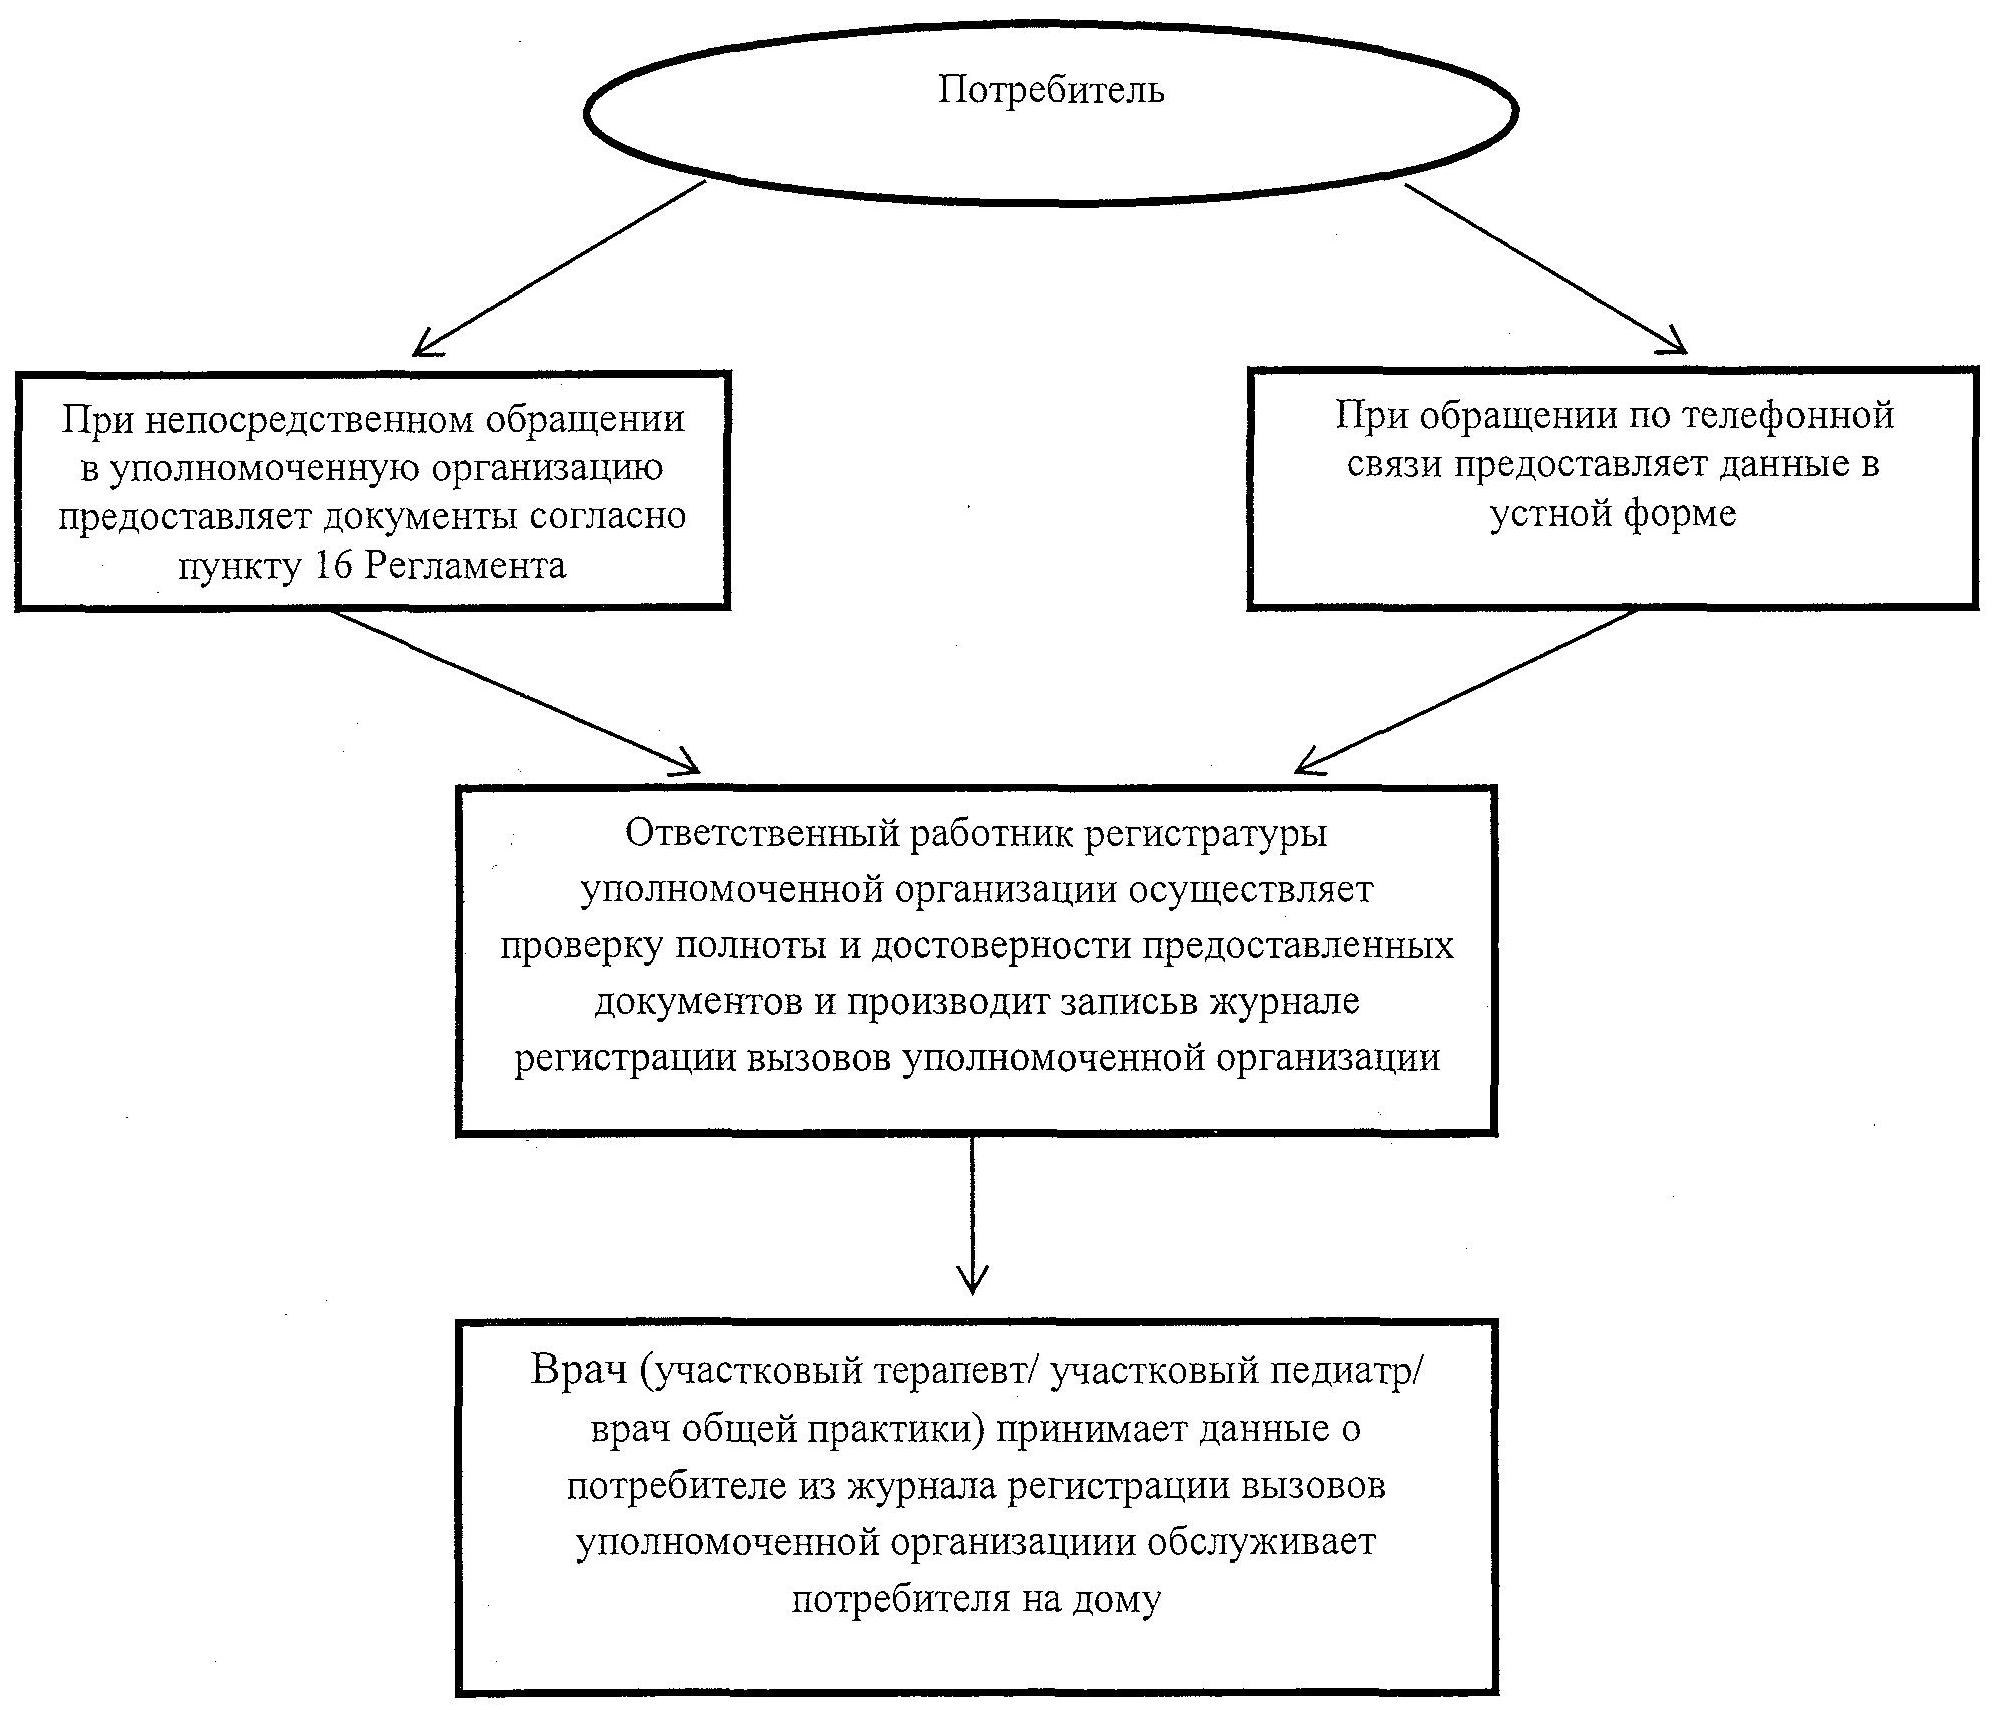 Потребитель
При непосредственном обращении
в уполномоченную организацию
предоставляет документы согласно
пункту 16 Регламента
При обращении по телефонной
связи предоставляет данные в
устной форме
Ответственный работник регистратуры
уполномоченной организации осуществляет
проверку полноты и достоверности предоставленных
документов и производит записьв журнале
регистрации вызовов уполномоченной организации
Врач (участковый терапевт/ участковый педиатр/
врач общей практики) принимает данные о
потребителе из журнала регистрации вызовов
уполномоченной организациии обслуживает
потребителя на дому